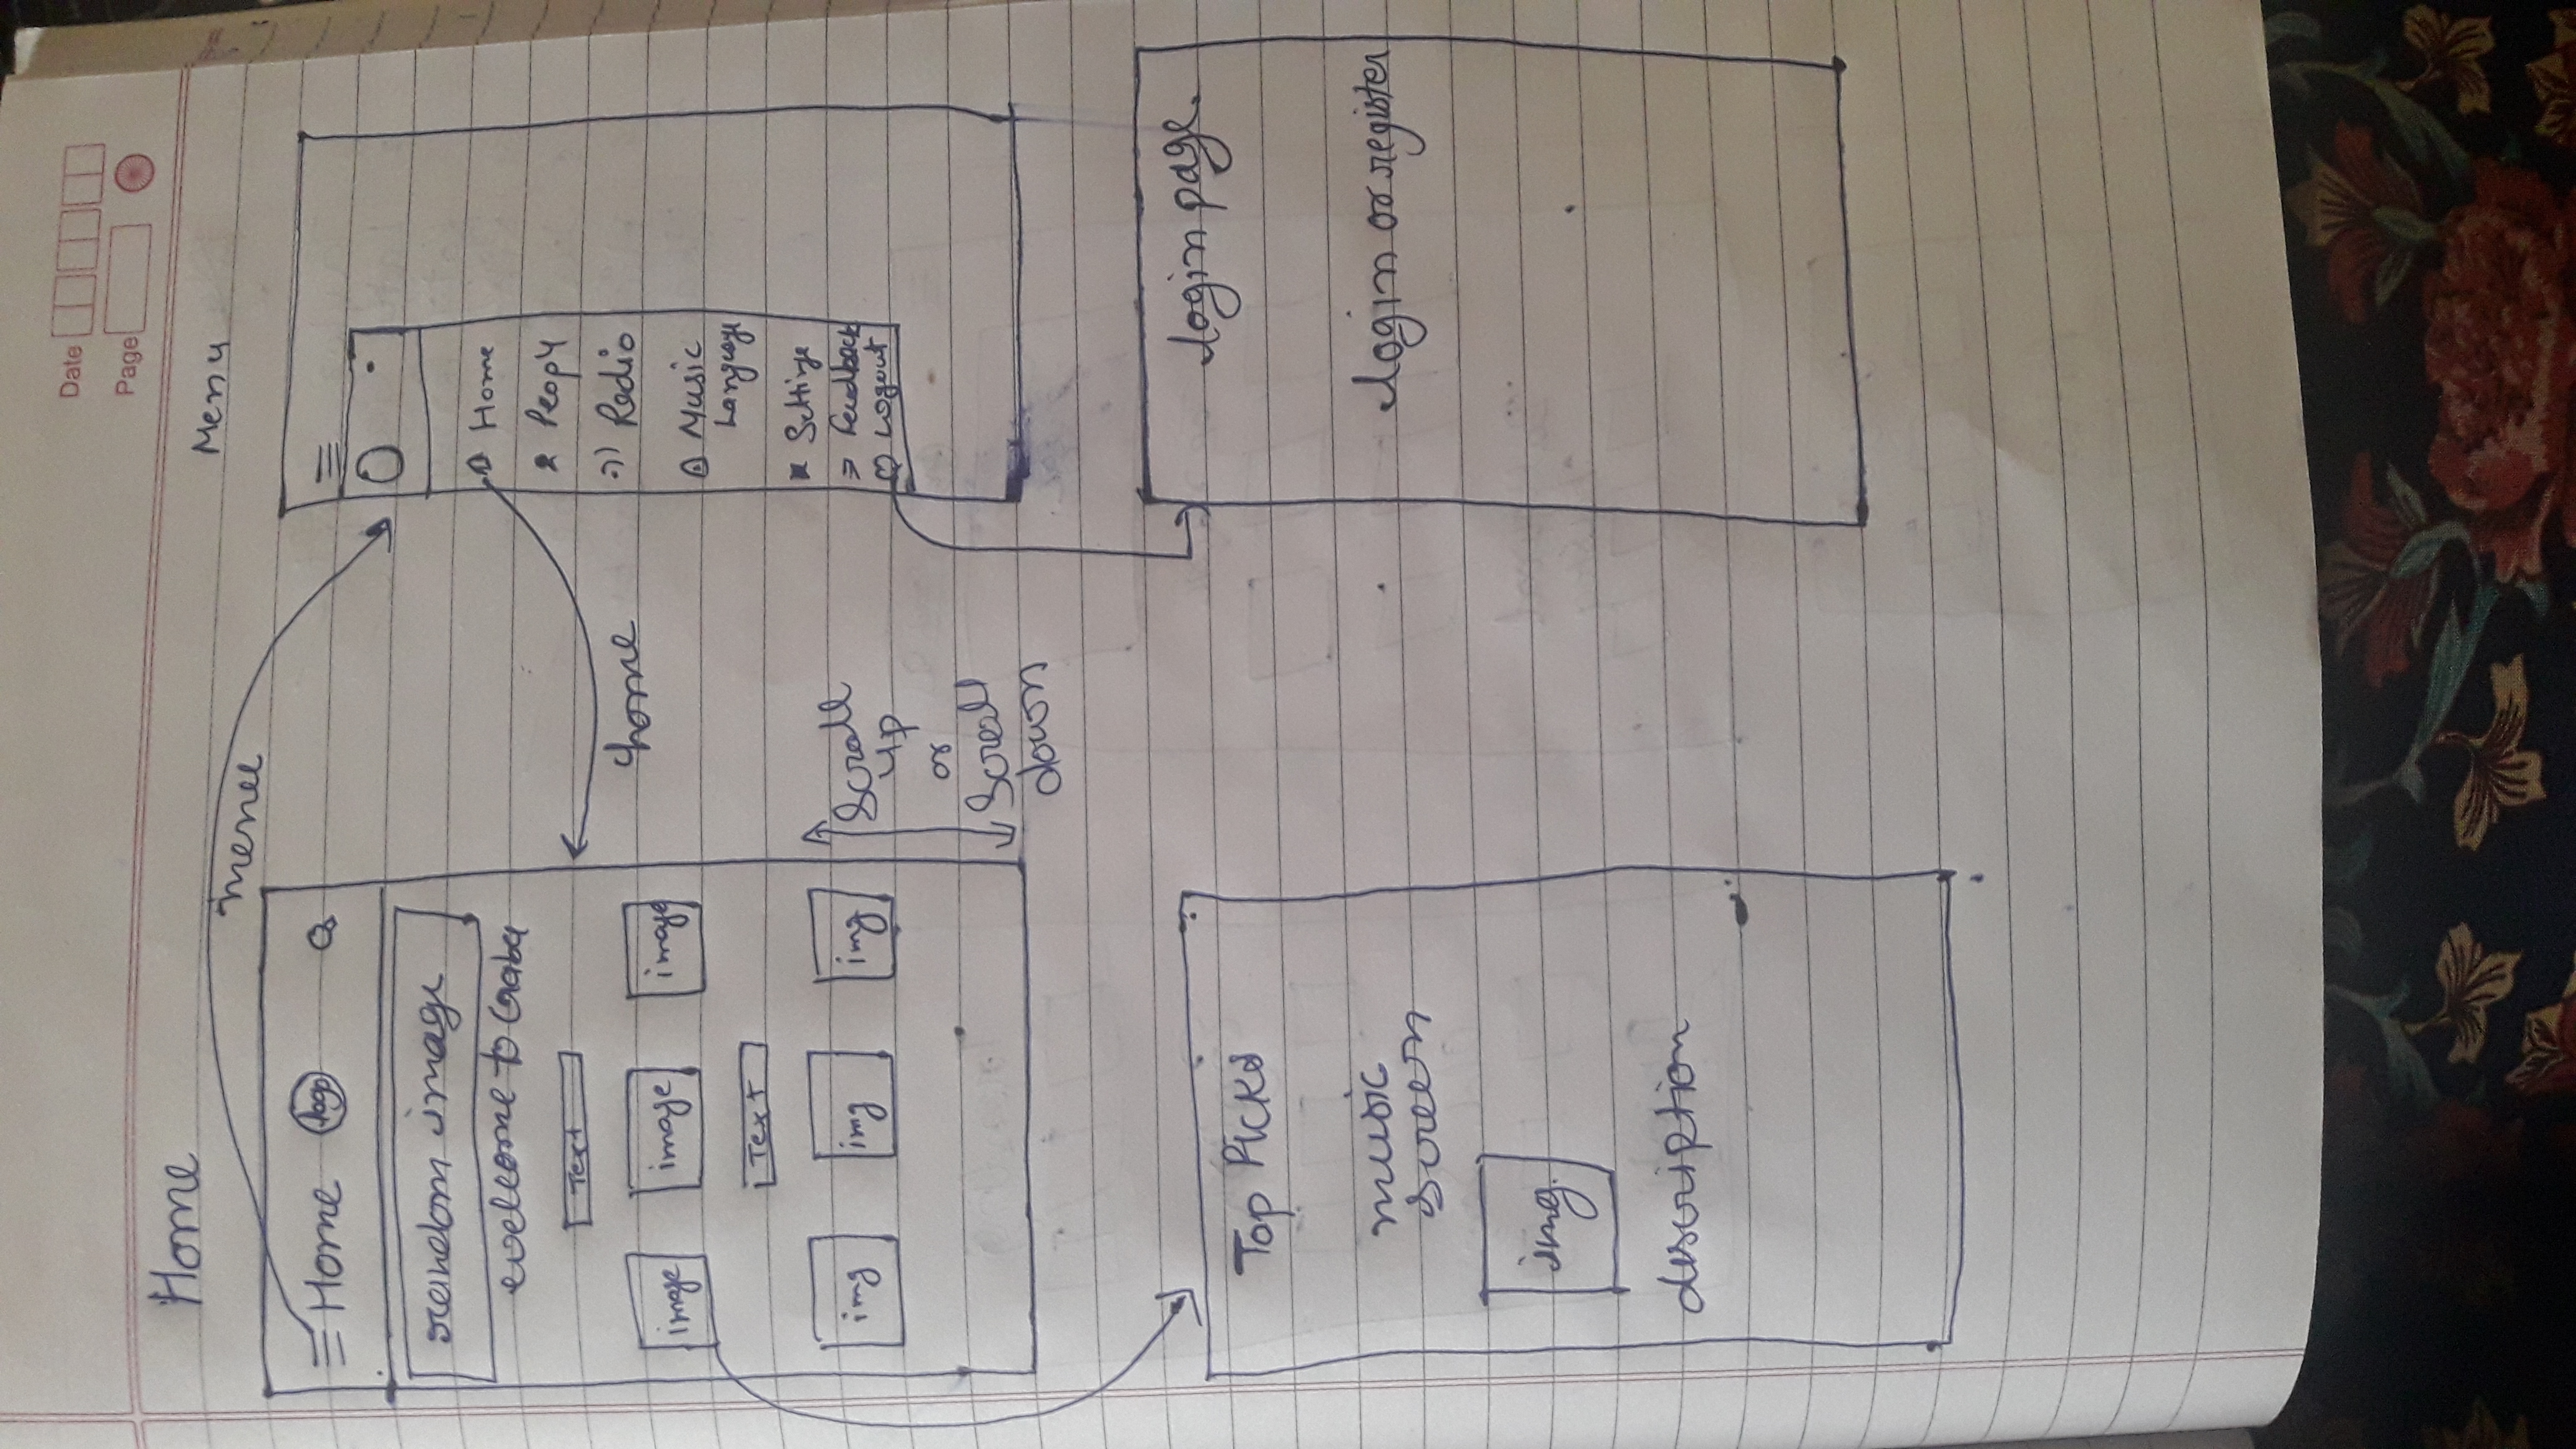 Date
Page
Home
Menu
menu
Home logo
random image
welcome to Gaba
Text
image image image
Text
img img img
Scroll
up
or
Scroll
down
home
Home
Radio
Music
Language
Setting
Feedback
Logout
Top Picks
music
screen
img.
description
login page.
login or register